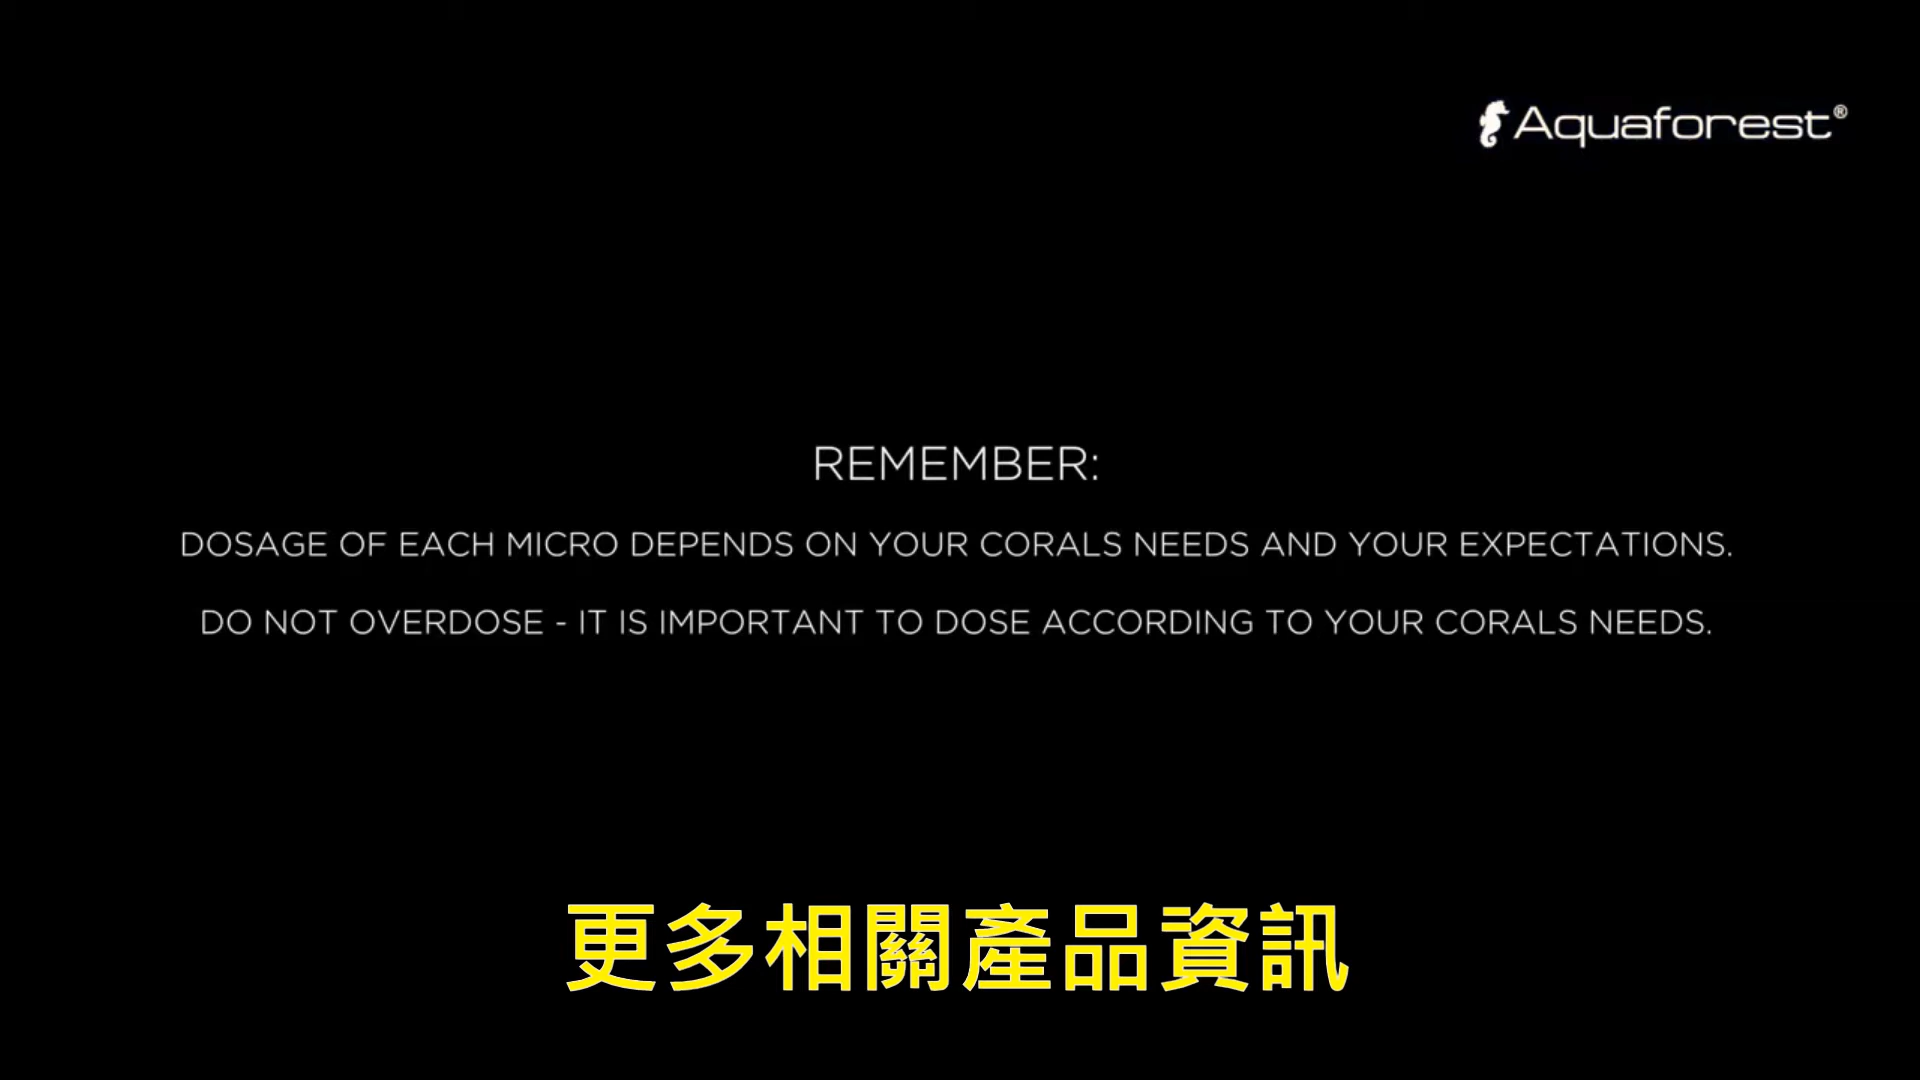 Aquaforest®
REMEMBER:
DOSAGE OF EACH MICRO DEPENDS ON YOUR CORALS NEEDS AND YOUR EXPECTATIONS.
DO NOT OVERDOSE - IT IS IMPORTANT TO DOSE ACCORDING TO YOUR CORALS NEEDS.
更多相關產品資訊